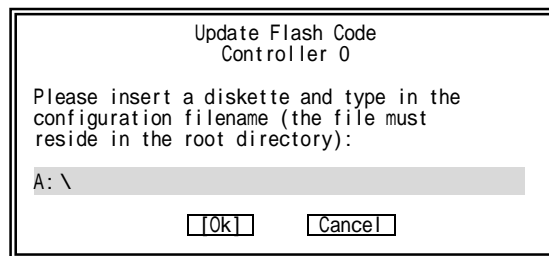 Update Flash Code
Controller 0
Please insert a diskette and type in the
configuration filename (the file must
reside in the root directory):
A:\
[Ok] Cancel